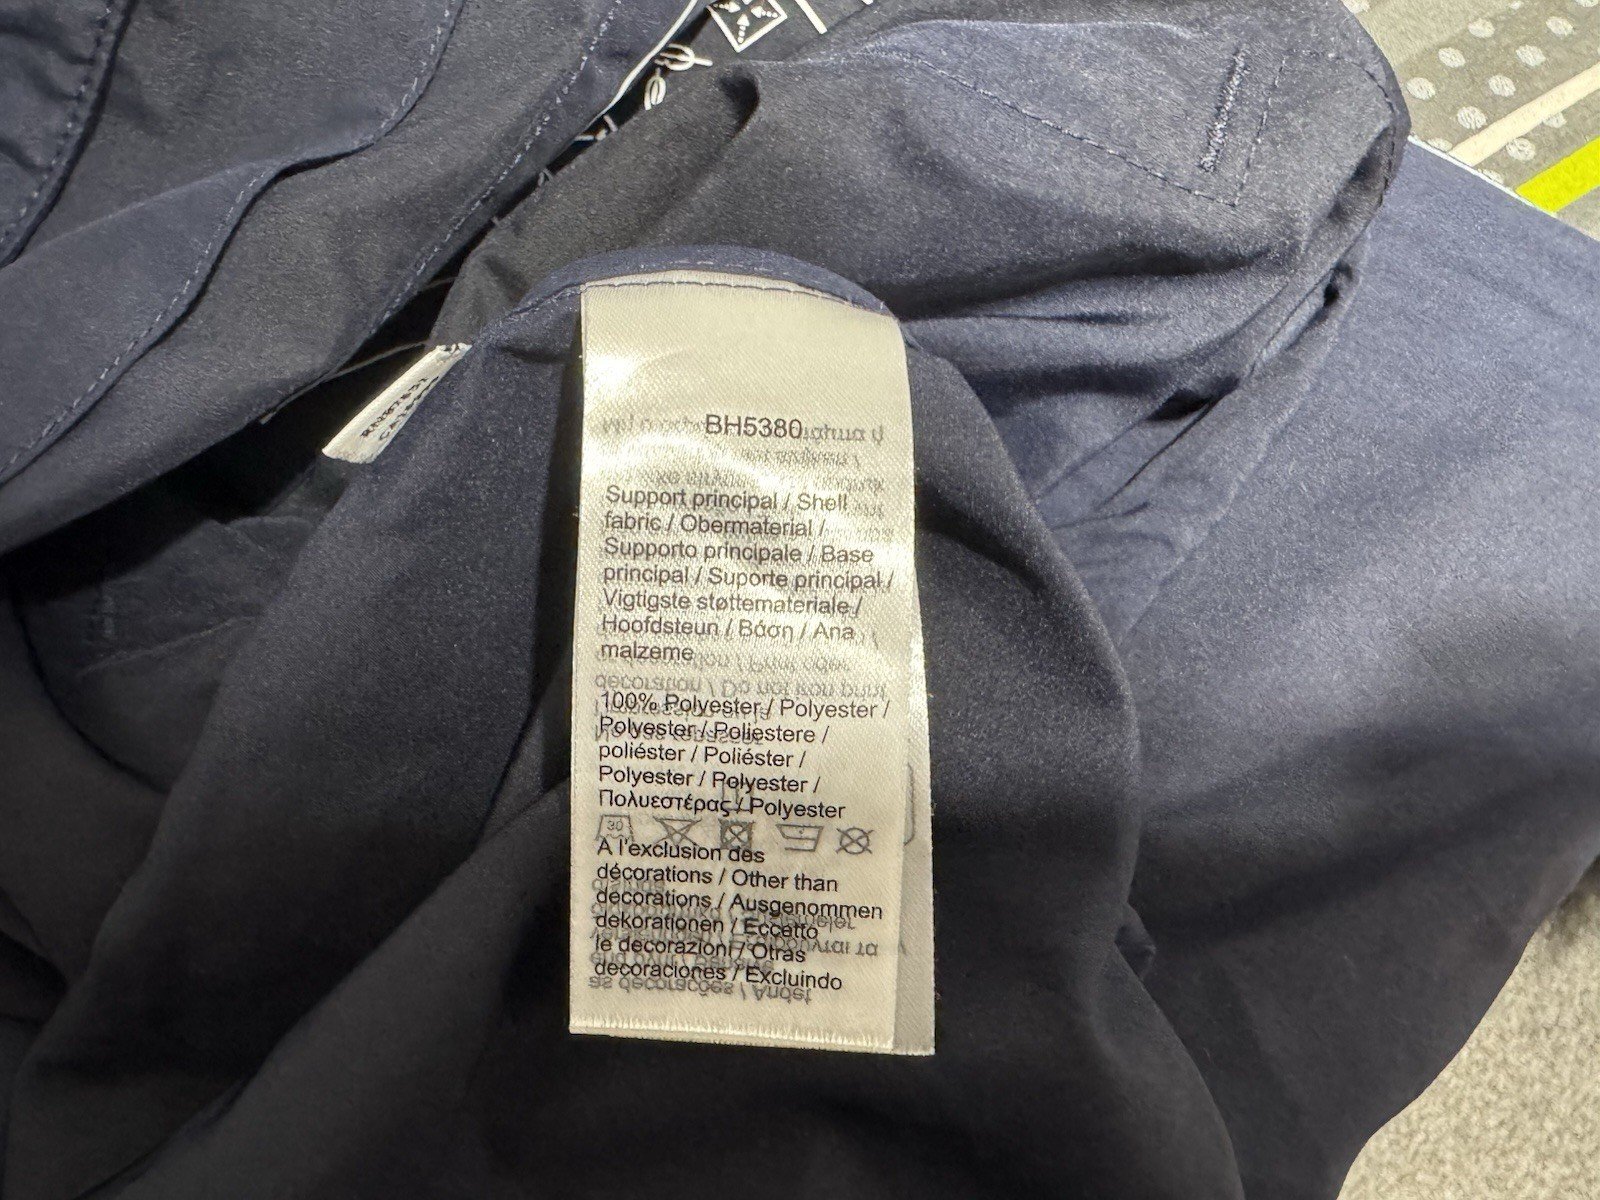 BH5380
Support principal / Shell
fabric / Obermaterial /
Supporto principale / Base
principal / Suporte principal /
Vigtigste støttemateriale /
Hoofdsteun / Βάση / Ana
malzeme
100% Polyester / Polyester /
Polyester / Poliestere /
poliéster / Poliéster /
Polyester / Polyester /
Πολυεστέρας / Polyester
30
A l'exclusion des
décorations / Other than
decorations / Ausgenommen
dekorationen / Eccetto
le decorazioni / Otras
decoraciones / Excluindo